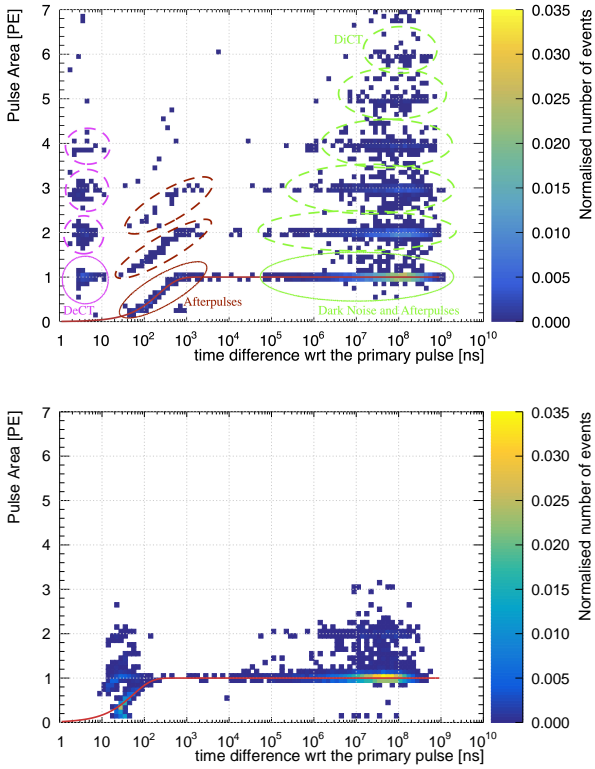 Pulse Area [PE]
7
6
5
4
3
2
1
0
DiCT
DeCT
Afterpulses
Dark Noise and Afterpulses
1 10 10² 10³ 10⁴ 10⁵ 10⁶ 10⁷ 10⁸ 10⁹ 10¹⁰
time difference wrt the primary pulse [ns]
0.035
0.030
0.025
0.020
0.015
0.010
0.005
0.000
Normalised number of events
Pulse Area [PE]
7
6
5
4
3
2
1
0
1 10 10² 10³ 10⁴ 10⁵ 10⁶ 10⁷ 10⁸ 10⁹ 10¹⁰
time difference wrt the primary pulse [ns]
0.035
0.030
0.025
0.020
0.015
0.010
0.005
0.000
Normalised number of events